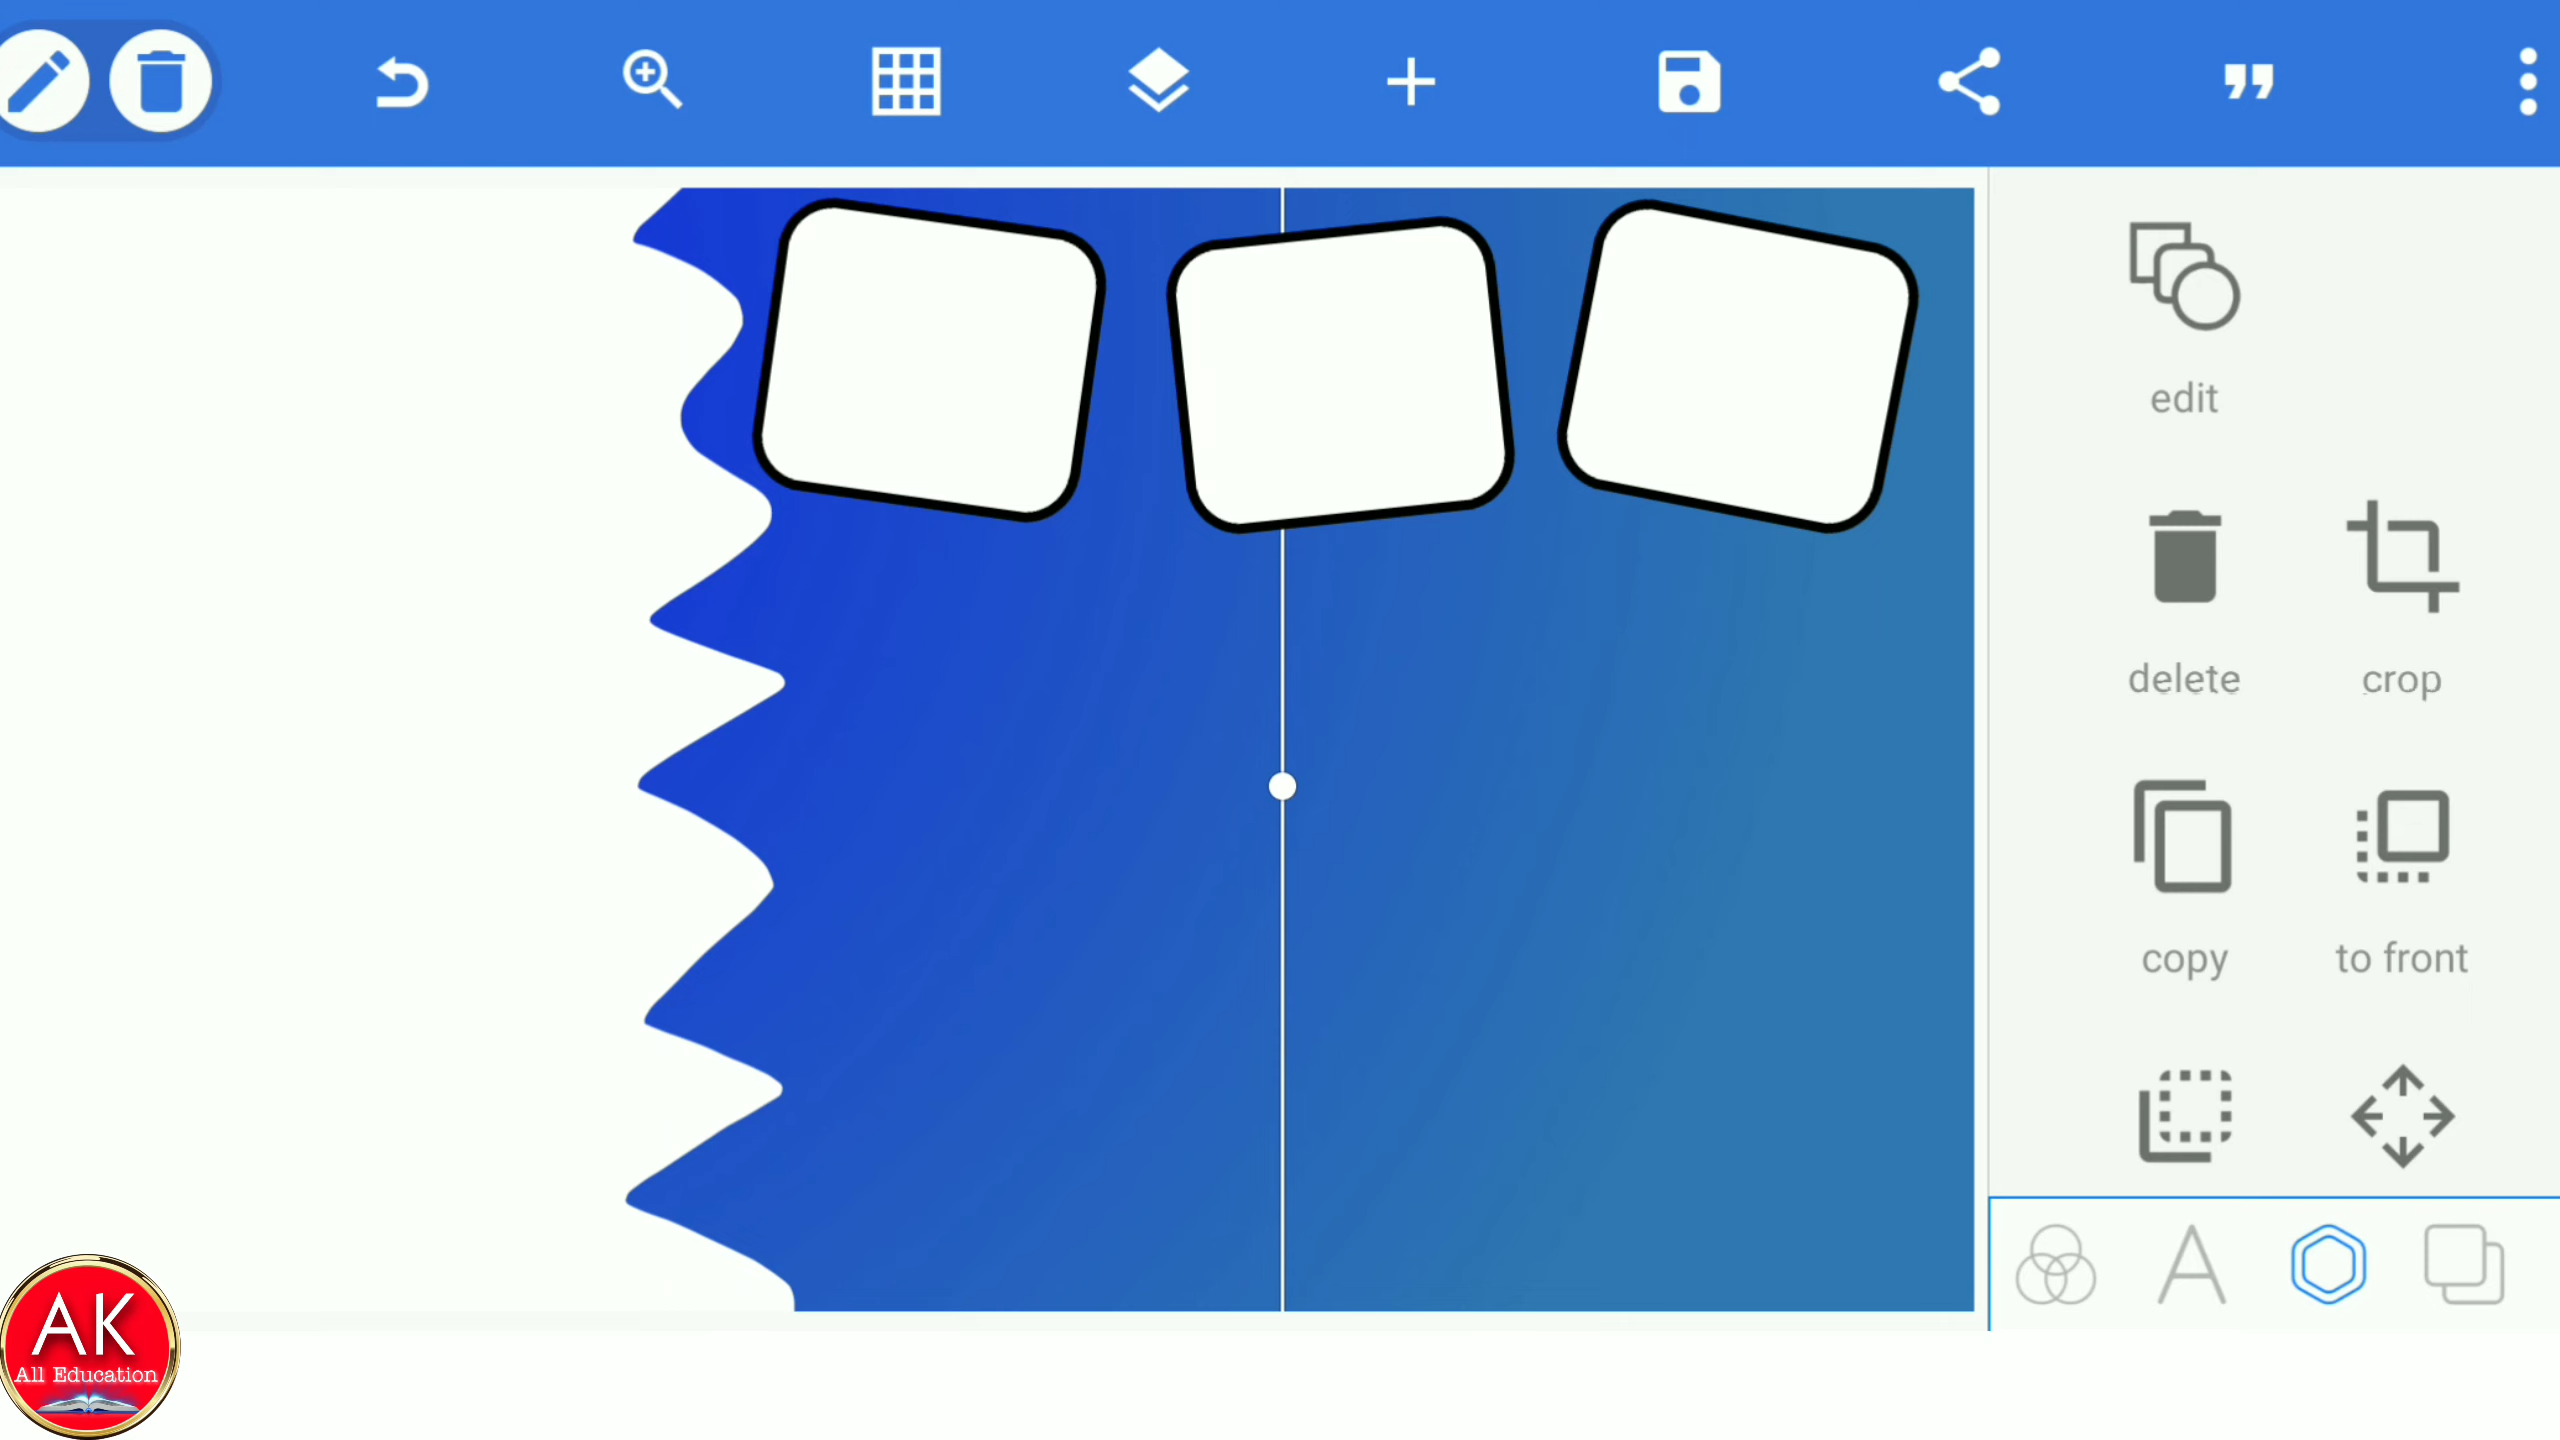 edit
delete
crop
copy
to front
AK
All Education